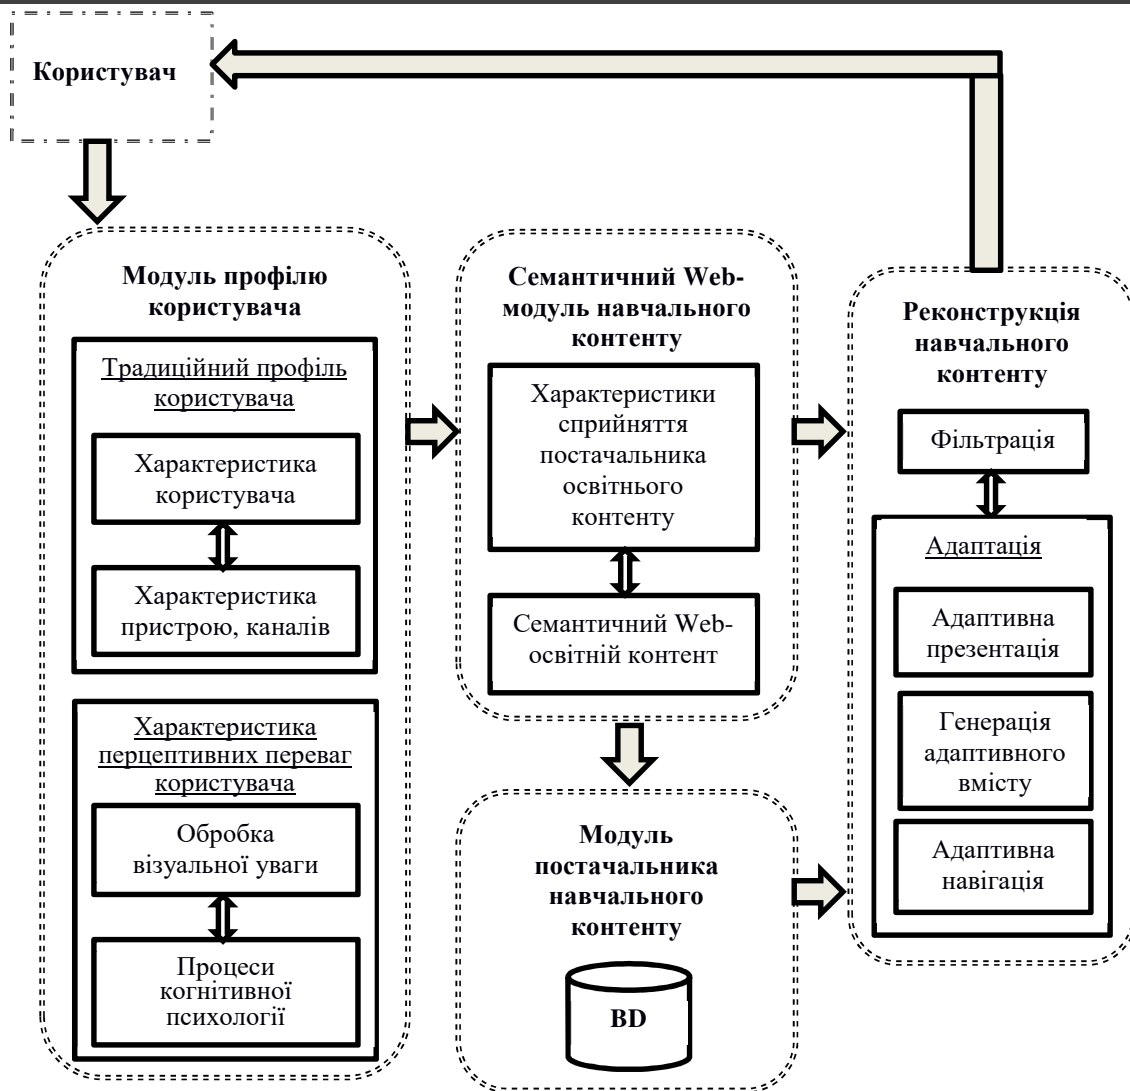 Користувач
Модуль профілю
користувача
Традиційний профіль
користувача
Характеристика
користувача
Характеристика
пристрою, каналів
Характеристика
перцептивних переваг
користувача
Обробка
візуальної уваги
Процеси
когнітивної
психології
Семантичний Web-
модуль навчального
контенту
Характеристики
сприйняття
постачальника
освітнього
контенту
Семантичний Web-
освітній контент
Модуль
постачальника
навчального
контенту
BD
Реконструкція
навчального
контенту
Фільтрація
Адаптація
Адаптивна
презентація
Генерація
адаптивного
вмісту
Адаптивна
навігація